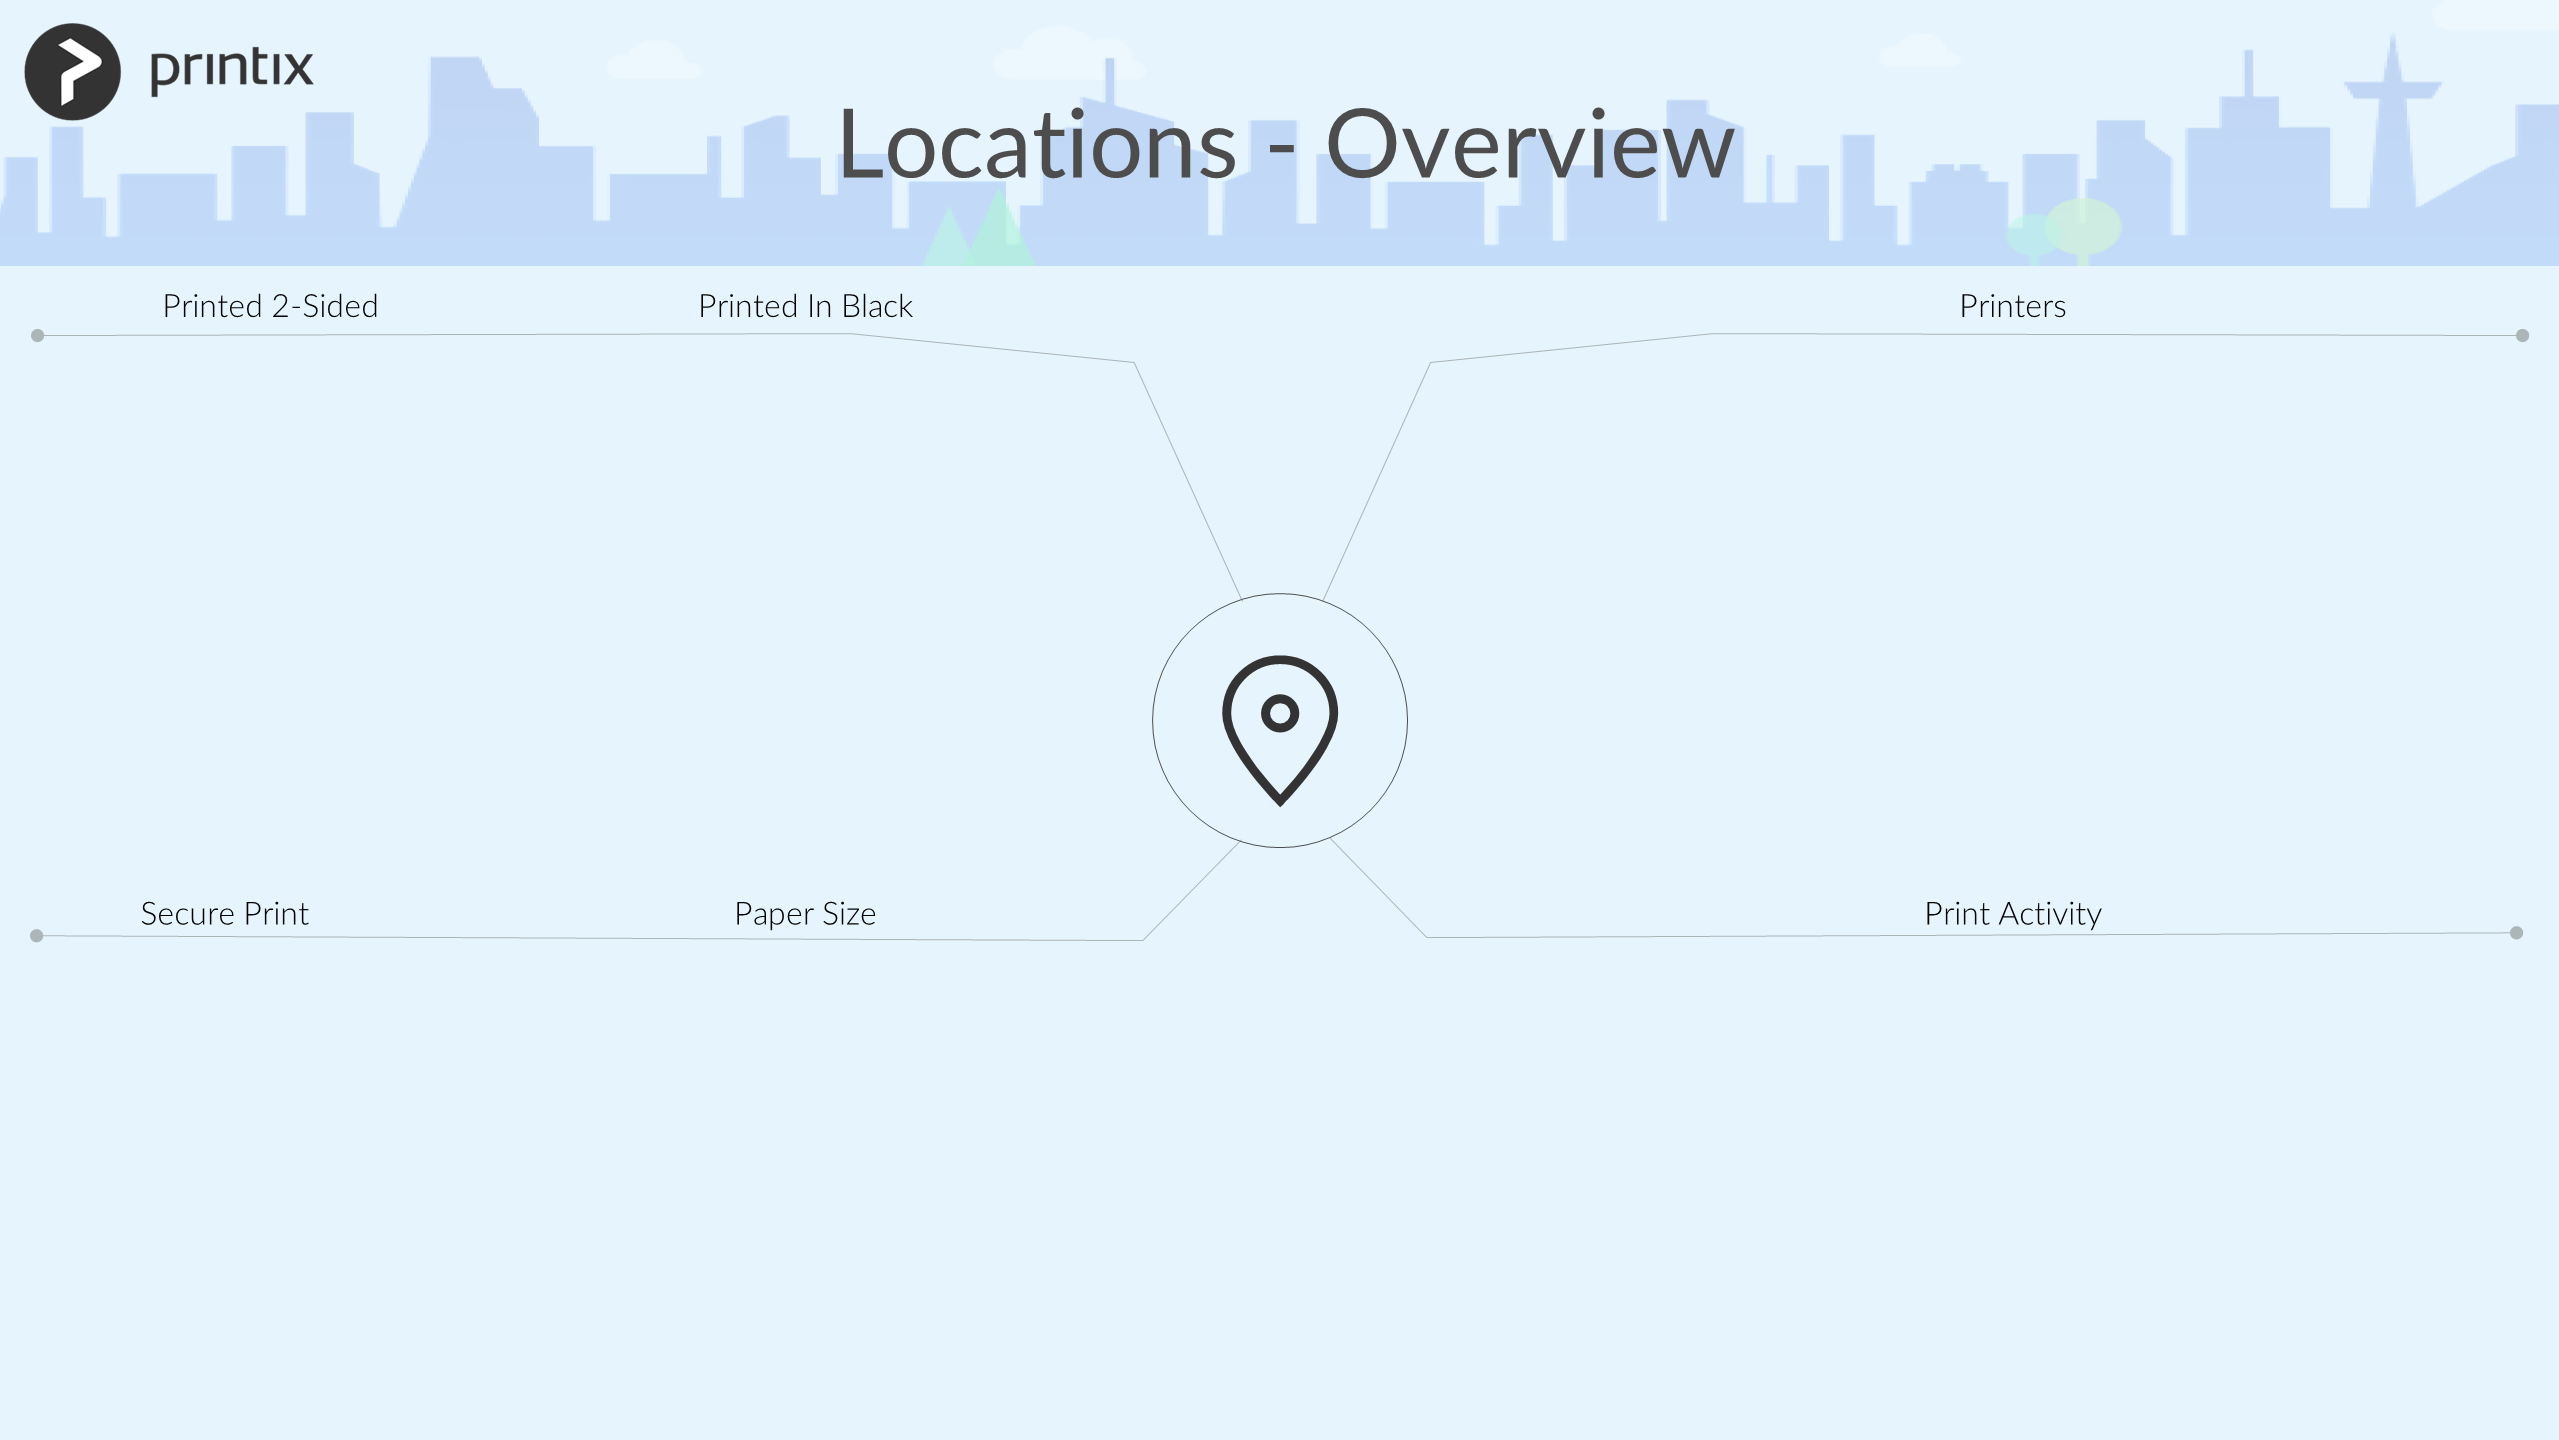 printix
Locations - Overview
Printed 2-Sided
Printed In Black
Printers
Secure Print
Paper Size
Print Activity